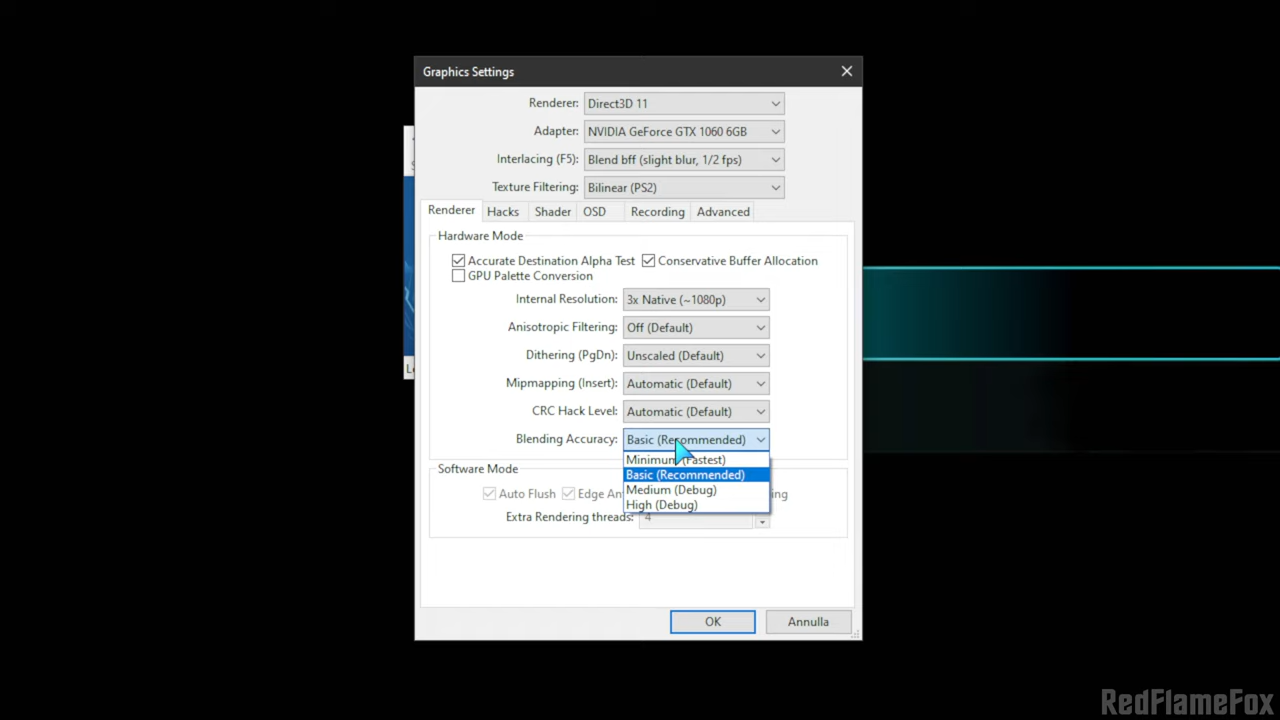 Graphics Settings
Renderer: Direct3D 11
Adapter: NVIDIA GeForce GTX 1060 6GB
Interlacing (F5): Blend bff (slight blur, 1/2 fps)
Texture Filtering: Bilinear (PS2)
Renderer Hacks Shader OSD Recording Advanced
Hardware Mode
Accurate Destination Alpha Test Conservative Buffer Allocation
GPU Palette Conversion
Internal Resolution: 3x Native (~1080p)
Anisotropic Filtering: Off (Default)
Dithering (PgDn): Unscaled (Default)
Mipmapping (Insert): Automatic (Default)
CRC Hack Level: Automatic (Default)
Blending Accuracy: Basic (Recommended)
Minimum (Fastest)
Basic (Recommended)
Software Mode
Medium (Debug)
Auto Flush Edge
High (Debug)
Extra Rendering threads: 4
OK Annulla
RedFlameFox